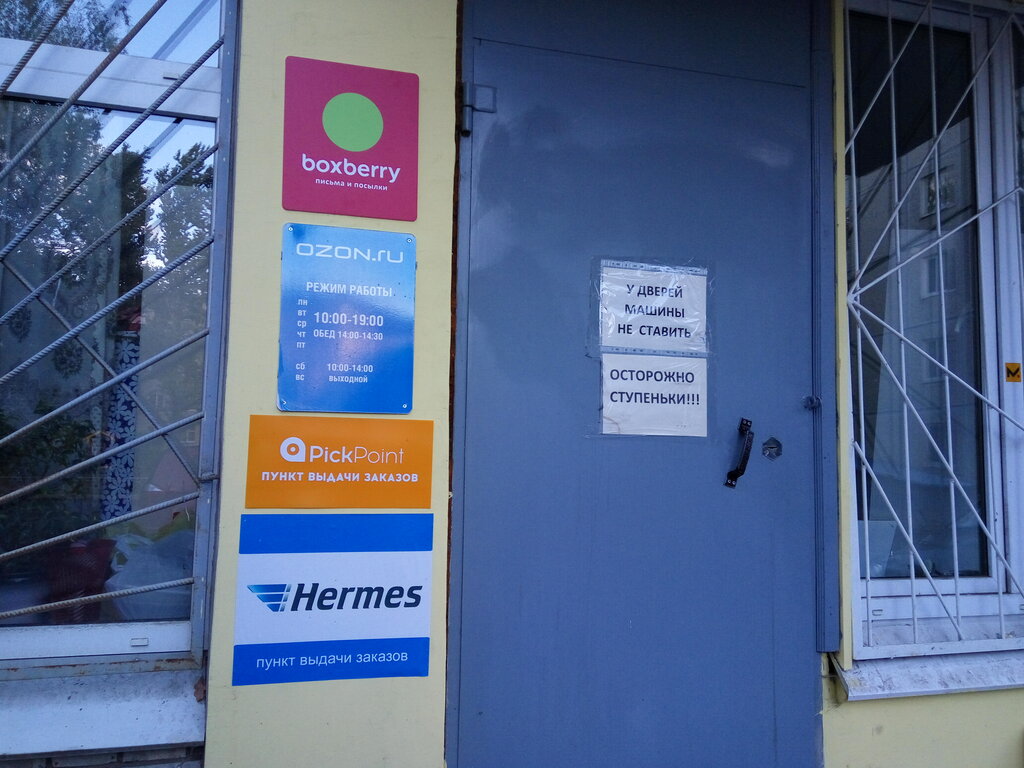 boxberry
письма и посылки
OZON.ru
РЕЖИМ РАБОТЫ
пн
вт
ср
чт
пт
10:00-19:00
ОБЕД 14:00-14:30
сб 10:00-14:00
вс выходной
PickPoint
ПУНКТ ВЫДАЧИ ЗАКАЗОВ
Hermes
пункт выдачи заказов
У ДВЕРЕЙ
МАШИНЫ
НЕ СТАВИТЬ
ОСТОРОЖНО
СТУПЕНЬКИ!!!